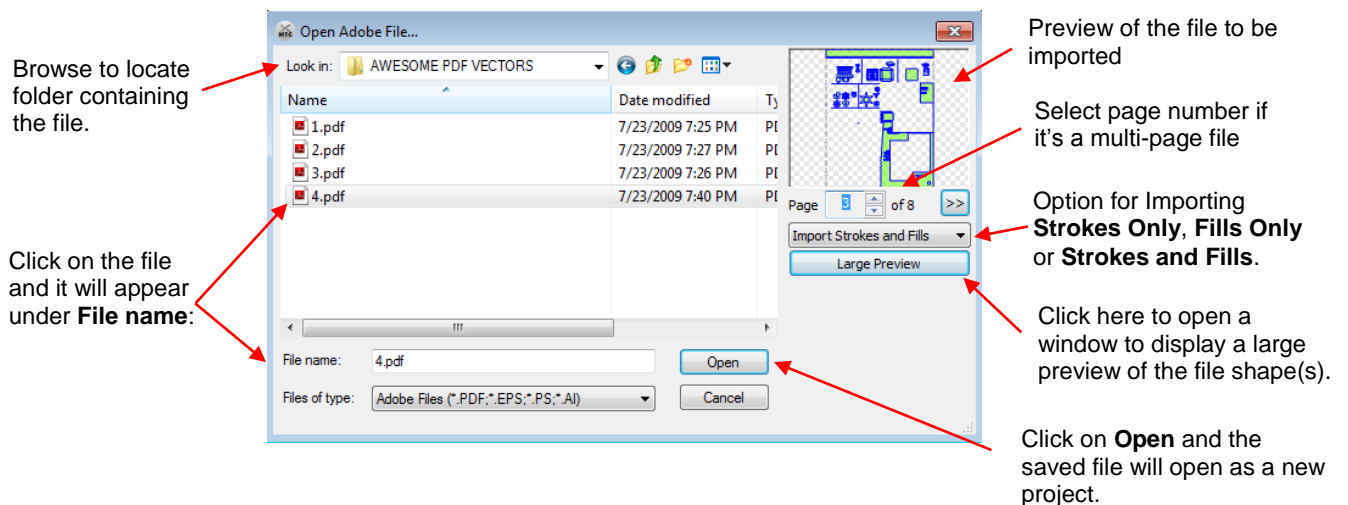 Open Adobe File...
Look in: AWESOME PDF VECTORS
Name Date modified Ty
1.pdf 7/23/2009 7:25 PM PD
2.pdf 7/23/2009 7:27 PM PD
3.pdf 7/23/2009 7:26 PM PD
4.pdf 7/23/2009 7:40 PM PD
Page 3 of 8 >>
Import Strokes and Fills
Large Preview
File name: 4.pdf Open
Files of type: Adobe Files (*.PDF;*.EPS;*.PS;*.AI) Cancel
Browse to locate
folder containing
the file.
Click on the file
and it will appear
under File name:
Preview of the file to be
imported
Select page number if
it's a multi-page file
Option for Importing
Strokes Only, Fills Only
or Strokes and Fills.
Click here to open a
window to display a large
preview of the file shape(s).
Click on Open and the
saved file will open as a new
project.